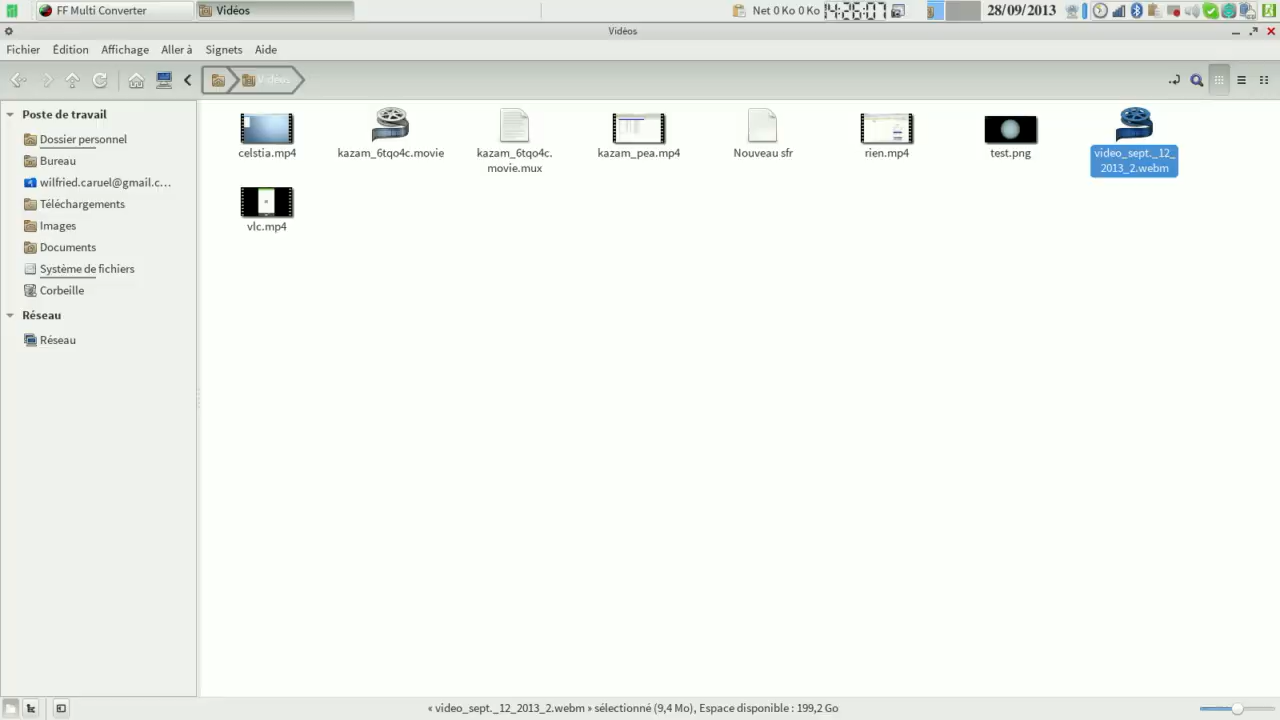 FF Multi Converter
Vidéos
Net 0 Ko 0 Ko
14:26:07
28/09/2013
Vidéos
Fichier Édition Affichage Aller à Signets Aide
Vidéos
Poste de travail
Dossier personnel
Bureau
wilfried.caruel@gmail.c...
Téléchargements
Images
Documents
Système de fichiers
Corbeille
Réseau
Réseau
celstia.mp4
kazam_6tqo4c.movie
kazam_6tqo4c.
movie.mux
kazam_pea.mp4
Nouveau sfr
rien.mp4
test.png
video_sept._12_
2013_2.webm
vlc.mp4
« video_sept._12_2013_2.webm » sélectionné (9,4 Mo), Espace disponible : 199,2 Go